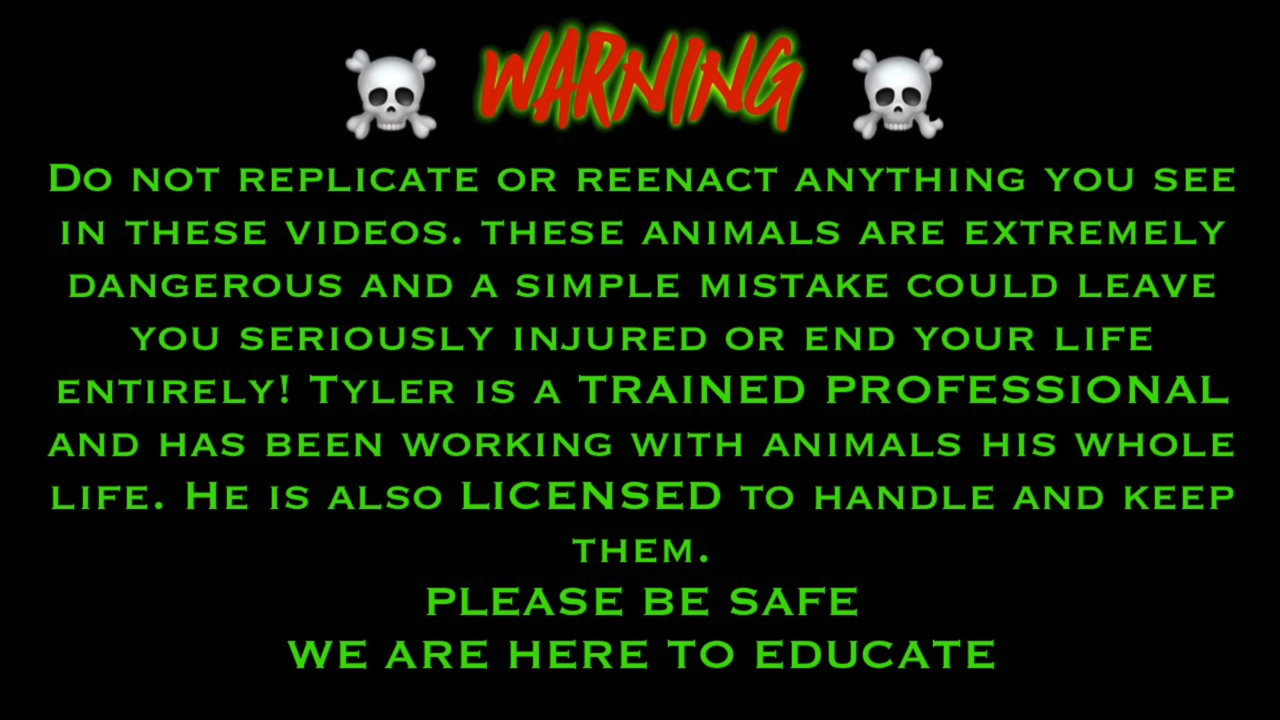 WARNING
Do not replicate or reenact anything you see
in these videos. these animals are extremely
dangerous and a simple mistake could leave
you seriously injured or end your life
entirely! Tyler is a TRAINED PROFESSIONAL
and has been working with animals his whole
life. He is also LICENSED to handle and keep
them.
PLEASE BE SAFE
WE ARE HERE TO EDUCATE